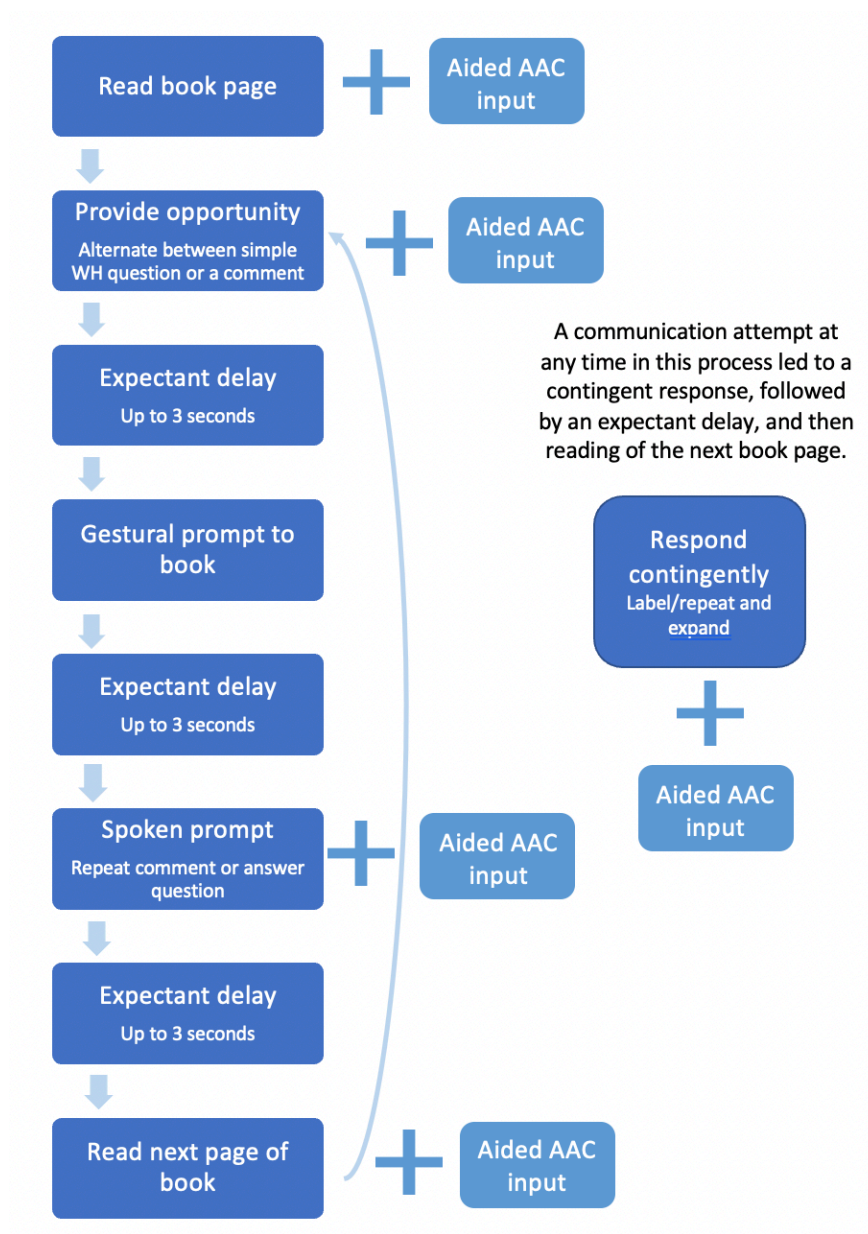 Read book page
Aided AAC
input
Provide opportunity
Alternate between simple
WH question or a comment
Aided AAC
input
Expectant delay
Up to 3 seconds
A communication attempt at
any time in this process led to a
contingent response, followed
by an expectant delay, and then
reading of the next book page.
Gestural prompt to
book
Respond
contingently
Label/repeat and
expand
Expectant delay
Up to 3 seconds
Aided AAC
input
Spoken prompt
Repeat comment or answer
question
Aided AAC
input
Expectant delay
Up to 3 seconds
Read next page of
book
Aided AAC
input